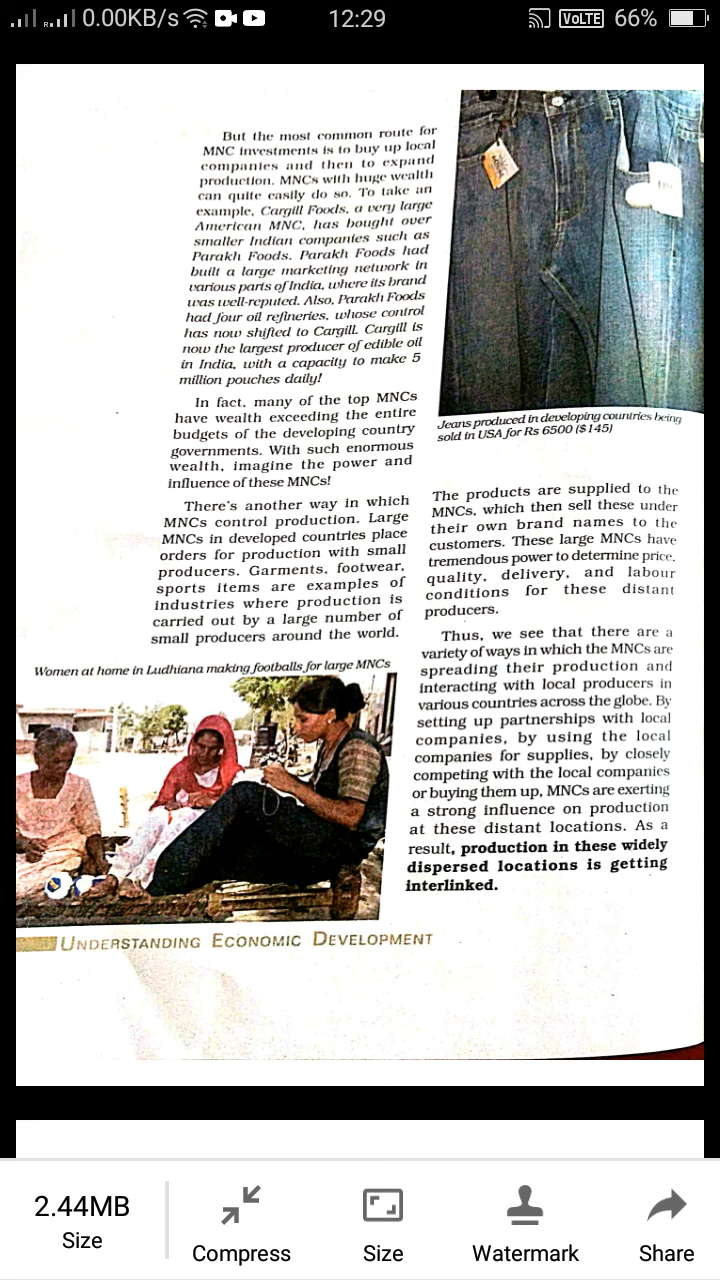 0.00KB/s
12:29
VoLTE
66%
But the most common route for
MNC investments is to buy up local
companies and then to expand
production. MNCs with huge wealth
can quite easily do so. To take an
example, Cargill Foods, a very large
American MNC, has bought over
smaller Indian companies such as
Parakh Foods. Parakh Foods had
built a large marketing network in
various parts of India, where its brand
was well-reputed. Also, Parakh Foods
had four oil refineries, whose control
has now shifted to Cargill. Cargill is
now the largest producer of edible oil
in India, with a capacity to make 5
million pouches daily!
In fact, many of the top MNCs
have wealth exceeding the entire
budgets of the developing country
governments. With such enormous
wealth, imagine the power and
influence of these MNCs!
There's another way in which
MNCs control production. Large
MNCs in developed countries place
orders for production with small
producers. Garments, footwear,
sports items are examples of
industries where production is
carried out by a large number of
small producers around the world.
Women at home in Ludhiana making footballs for large MNCs
Jeans produced in developing countries being
sold in USA for Rs 6500 ($145)
The products are supplied to the
MNCs, which then sell these under
their own brand names to the
customers. These large MNCs have
tremendous power to determine price,
quality, delivery, and labour
conditions for these distant
producers.
Thus, we see that there are a
variety of ways in which the MNCs are
spreading their production and
interacting with local producers in
various countries across the globe. By
setting up partnerships with local
companies, by using the local
companies for supplies, by closely
competing with the local companies
or buying them up, MNCs are exerting
a strong influence on production
at these distant locations. As a
result, production in these widely
dispersed locations is getting
interlinked.
UNDERSTANDING ECONOMIC DEVELOPMENT
2.44MB
Size
Compress
Size
Watermark
Share